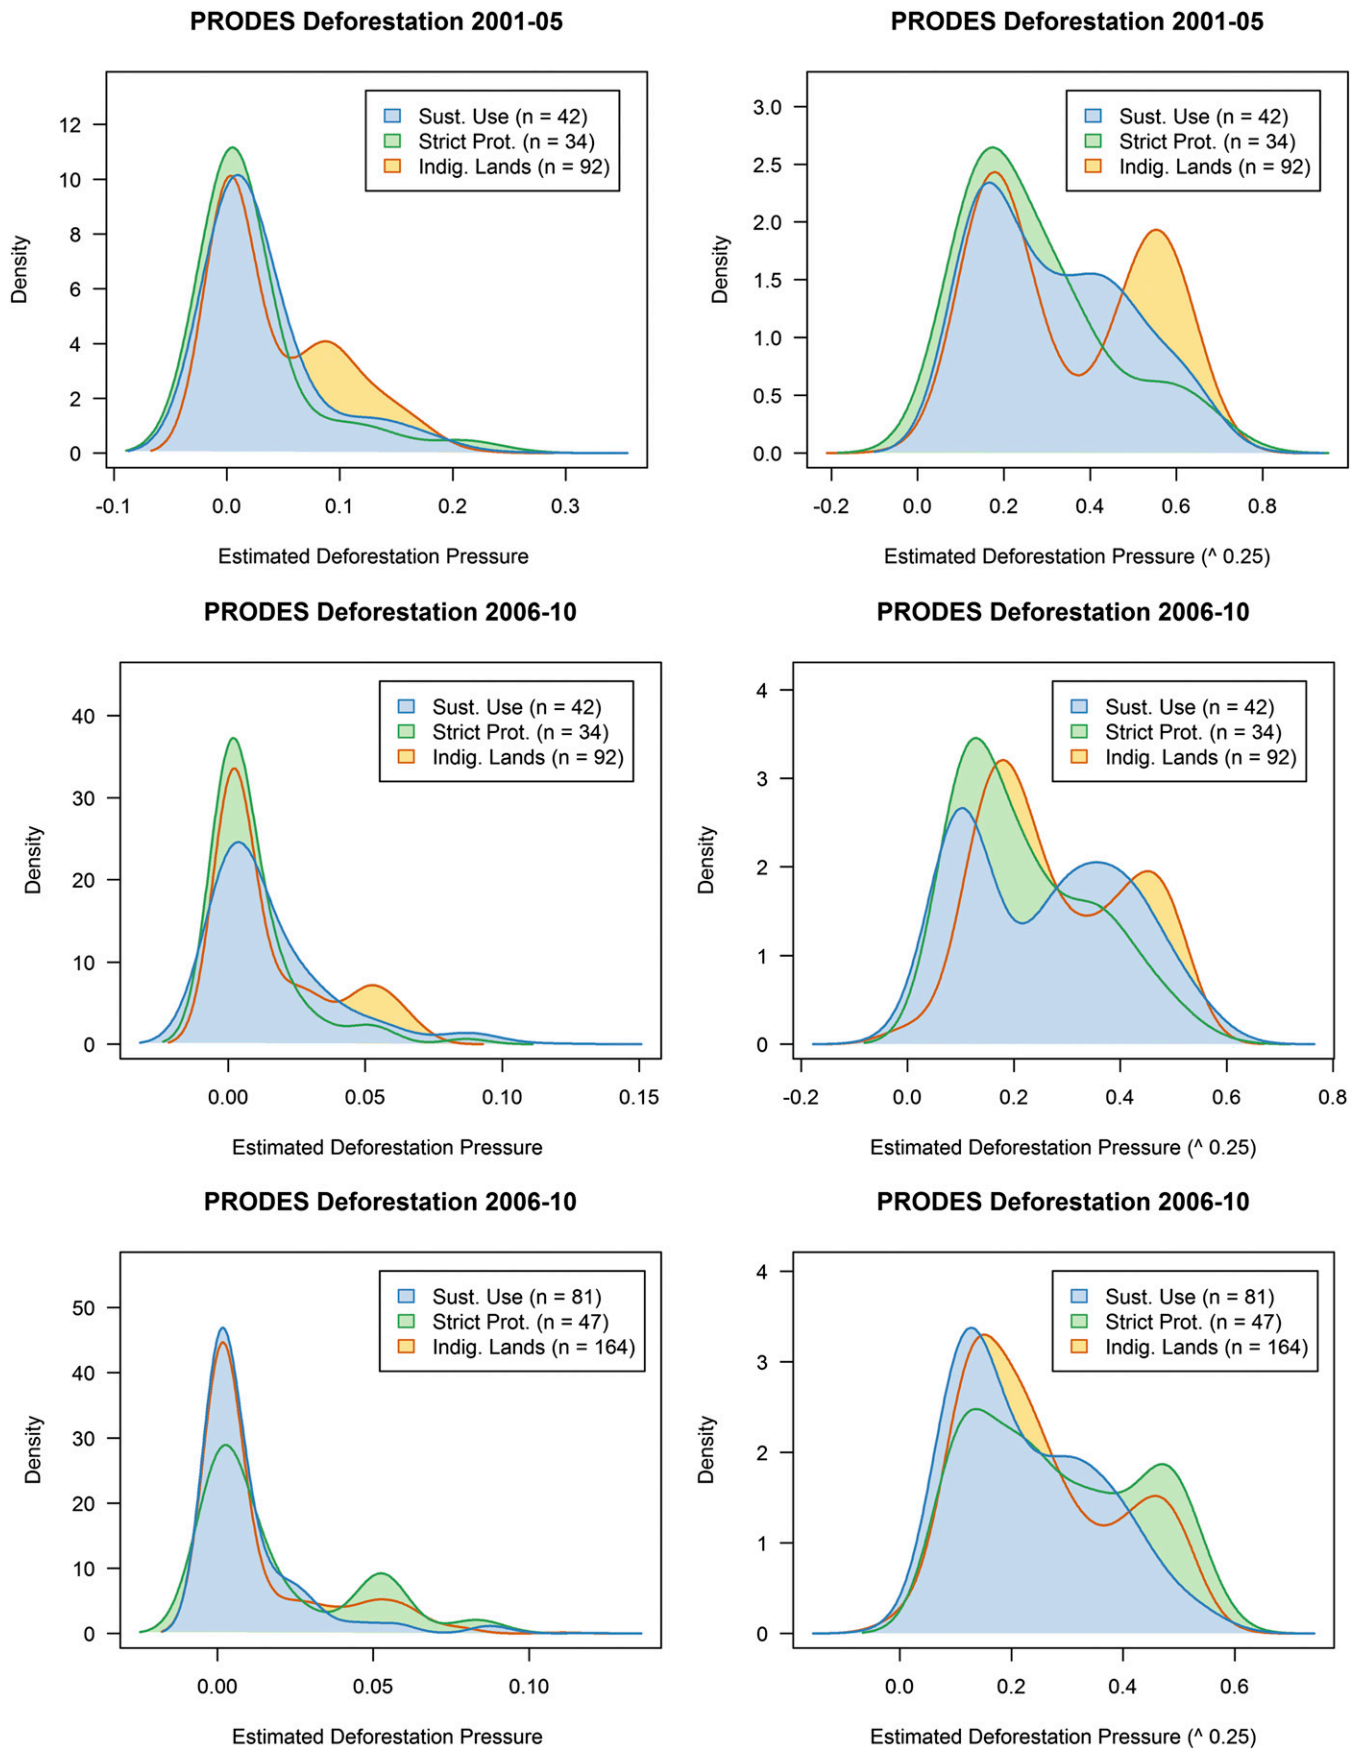 PRODES Deforestation 2001-05
Sust. Use (n = 42)
Strict Prot. (n = 34)
Indig. Lands (n = 92)
12
10
8
6
4
2
0
Density
-0.1 0.0 0.1 0.2 0.3
Estimated Deforestation Pressure
PRODES Deforestation 2001-05
Sust. Use (n = 42)
Strict Prot. (n = 34)
Indig. Lands (n = 92)
3.0
2.5
2.0
1.5
1.0
0.5
0.0
Density
-0.2 0.0 0.2 0.4 0.6 0.8
Estimated Deforestation Pressure (^ 0.25)
PRODES Deforestation 2006-10
Sust. Use (n = 42)
Strict Prot. (n = 34)
Indig. Lands (n = 92)
40
30
20
10
0
Density
0.00 0.05 0.10 0.15
Estimated Deforestation Pressure
PRODES Deforestation 2006-10
Sust. Use (n = 42)
Strict Prot. (n = 34)
Indig. Lands (n = 92)
4
3
2
1
0
Density
-0.2 0.0 0.2 0.4 0.6 0.8
Estimated Deforestation Pressure (^ 0.25)
PRODES Deforestation 2006-10
Sust. Use (n = 81)
Strict Prot. (n = 47)
Indig. Lands (n = 164)
50
40
30
20
10
0
Density
0.00 0.05 0.10
Estimated Deforestation Pressure
PRODES Deforestation 2006-10
Sust. Use (n = 81)
Strict Prot. (n = 47)
Indig. Lands (n = 164)
4
3
2
1
0
Density
0.0 0.2 0.4 0.6
Estimated Deforestation Pressure (^ 0.25)